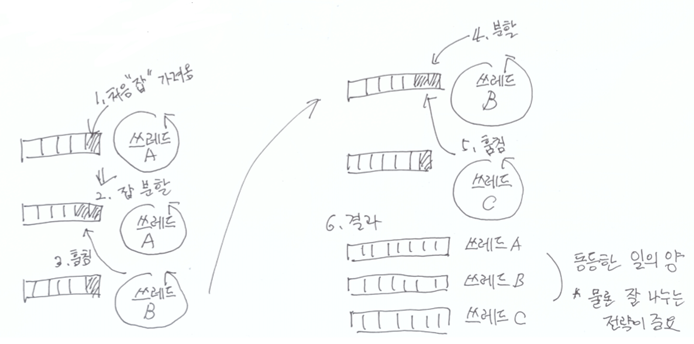 1. 처음 "잡" 가져옴
쓰레드
A
2. 잡 분할
쓰레드
A
3. 훔침
쓰레드
B
4. 분할
쓰레드
B
5. 훔침
쓰레드
C
6. 결과
쓰레드 A
쓰레드 B
쓰레드 C
동등한 일의 양
* 물론 잘 나누는
전략이 중요